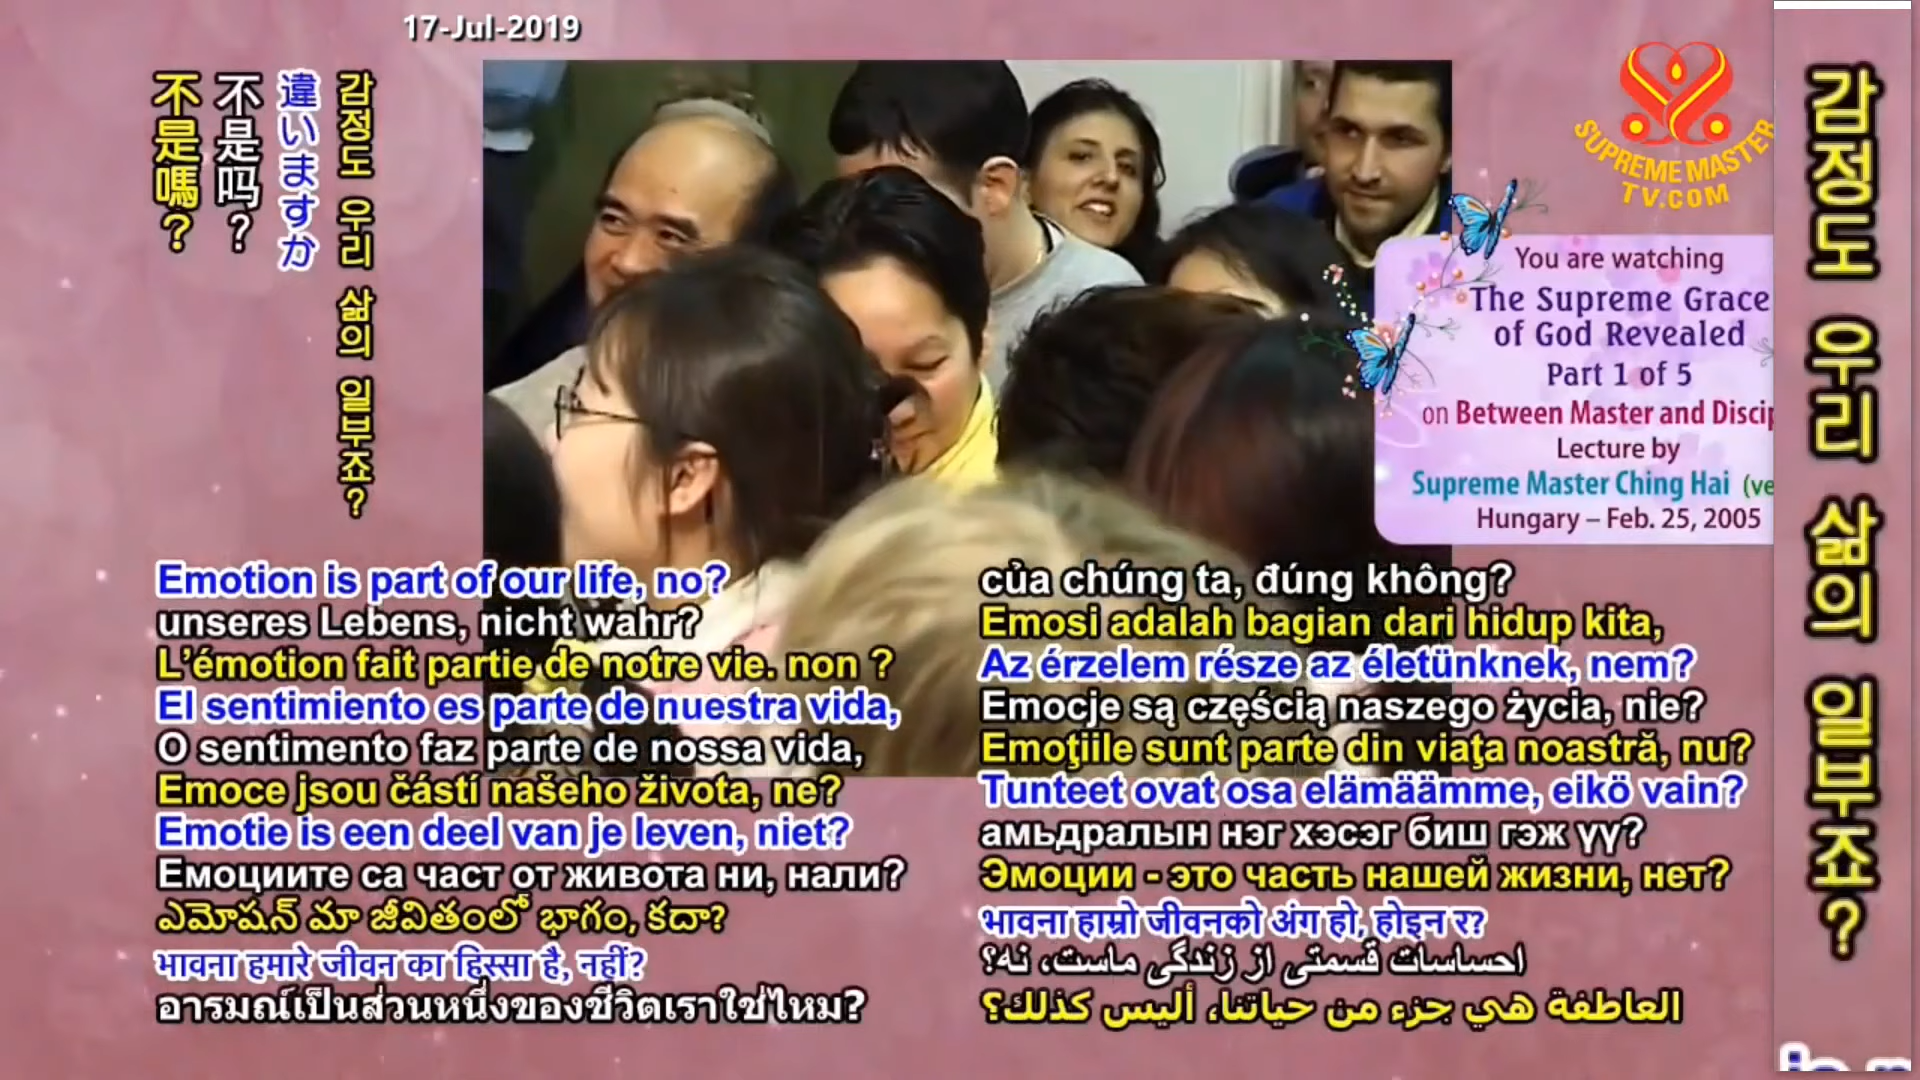 17-Jul-2019
감정도 우리 삶의 일부죠?
違いますか
不是吗？
不是嗎？
SUPREME MASTER
TV.COM
You are watching
The Supreme Grace
of God Revealed
Part 1 of 5
on Between Master and Discip
Lecture by
Supreme Master Ching Hai (ve
Hungary – Feb. 25, 2005
Emotion is part of our life, no?
unseres Lebens, nicht wahr?
L’émotion fait partie de notre vie. non ?
El sentimiento es parte de nuestra vida,
O sentimento faz parte de nossa vida,
Emoce jsou částí našeho života, ne?
Emotie is een deel van je leven, niet?
Емоциите са част от живота ни, нали?
ఎమోషన్ మా జీవితంలో భాగం, కదా?
भावना हमारे जीवन का हिस्सा है, नहीं?
อารมณ์เป็นส่วนหนึ่งของชีวิตเราใช่ไหม?
của chúng ta, đúng không?
Emosi adalah bagian dari hidup kita,
Az érzelem része az életünknek, nem?
Emocje są częścią naszego życia, nie?
Emoţiile sunt parte din viaţa noastră, nu?
Tunteet ovat osa elämäämme, eikö vain?
амьдралын нэг хэсэг биш гэж үү?
Эмоции - это часть нашей жизни, нет?
भावना हाम्रो जीवनको अंग हो, होइन र?
احساسات قسمتی از زندگی ماست، نه؟
العاطفة هي جزء من حياتنا، أليس كذلك؟
감정도 우리 삶의 일부죠?